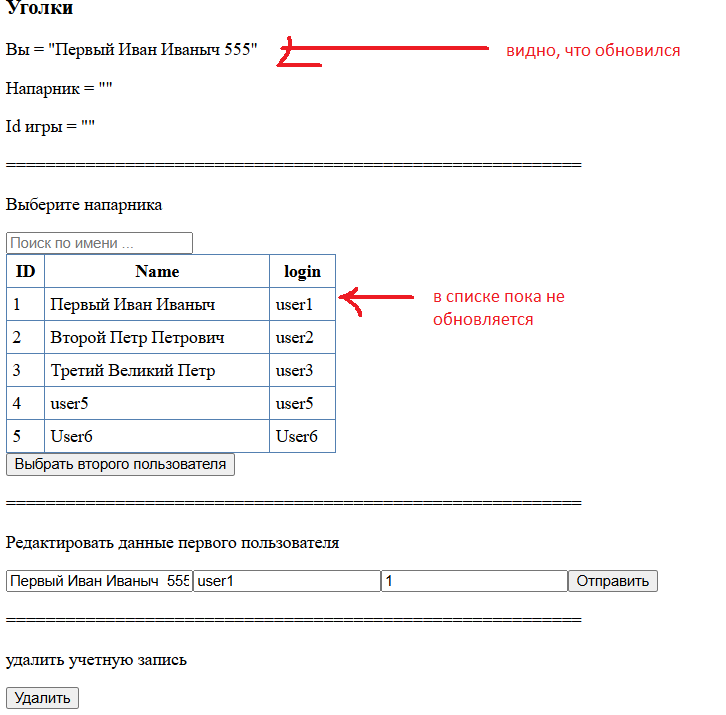 Уголки
Вы = "Первый Иван Иваныч 555"
видно, что обновился
Напарник = ""
Id игры = ""
==========================================================
Выберите напарника
Поиск по имени ...
ID Name login
1 Первый Иван Иваныч user1
в списке пока не
обновляется
2 Второй Петр Петрович user2
3 Третий Великий Петр user3
4 user5 user5
5 User6 User6
Выбрать второго пользователя
==========================================================
Редактировать данные первого пользователя
Первый Иван Иваныч 555 user1 1 Отправить
==========================================================
удалить учетную запись
Удалить